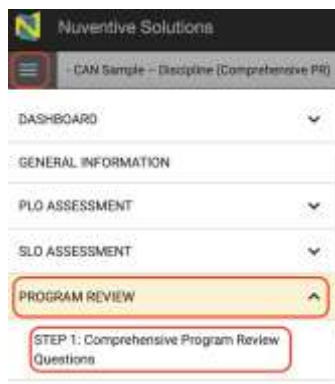 Nuventive Solutions
- CAN Sample - Discipline (Comprehensive PR)
DASHBOARD
GENERAL INFORMATION
PLO ASSESSMENT
SLO ASSESSMENT
PROGRAM REVIEW
STEP 1: Comprehensive Program Review
Questions